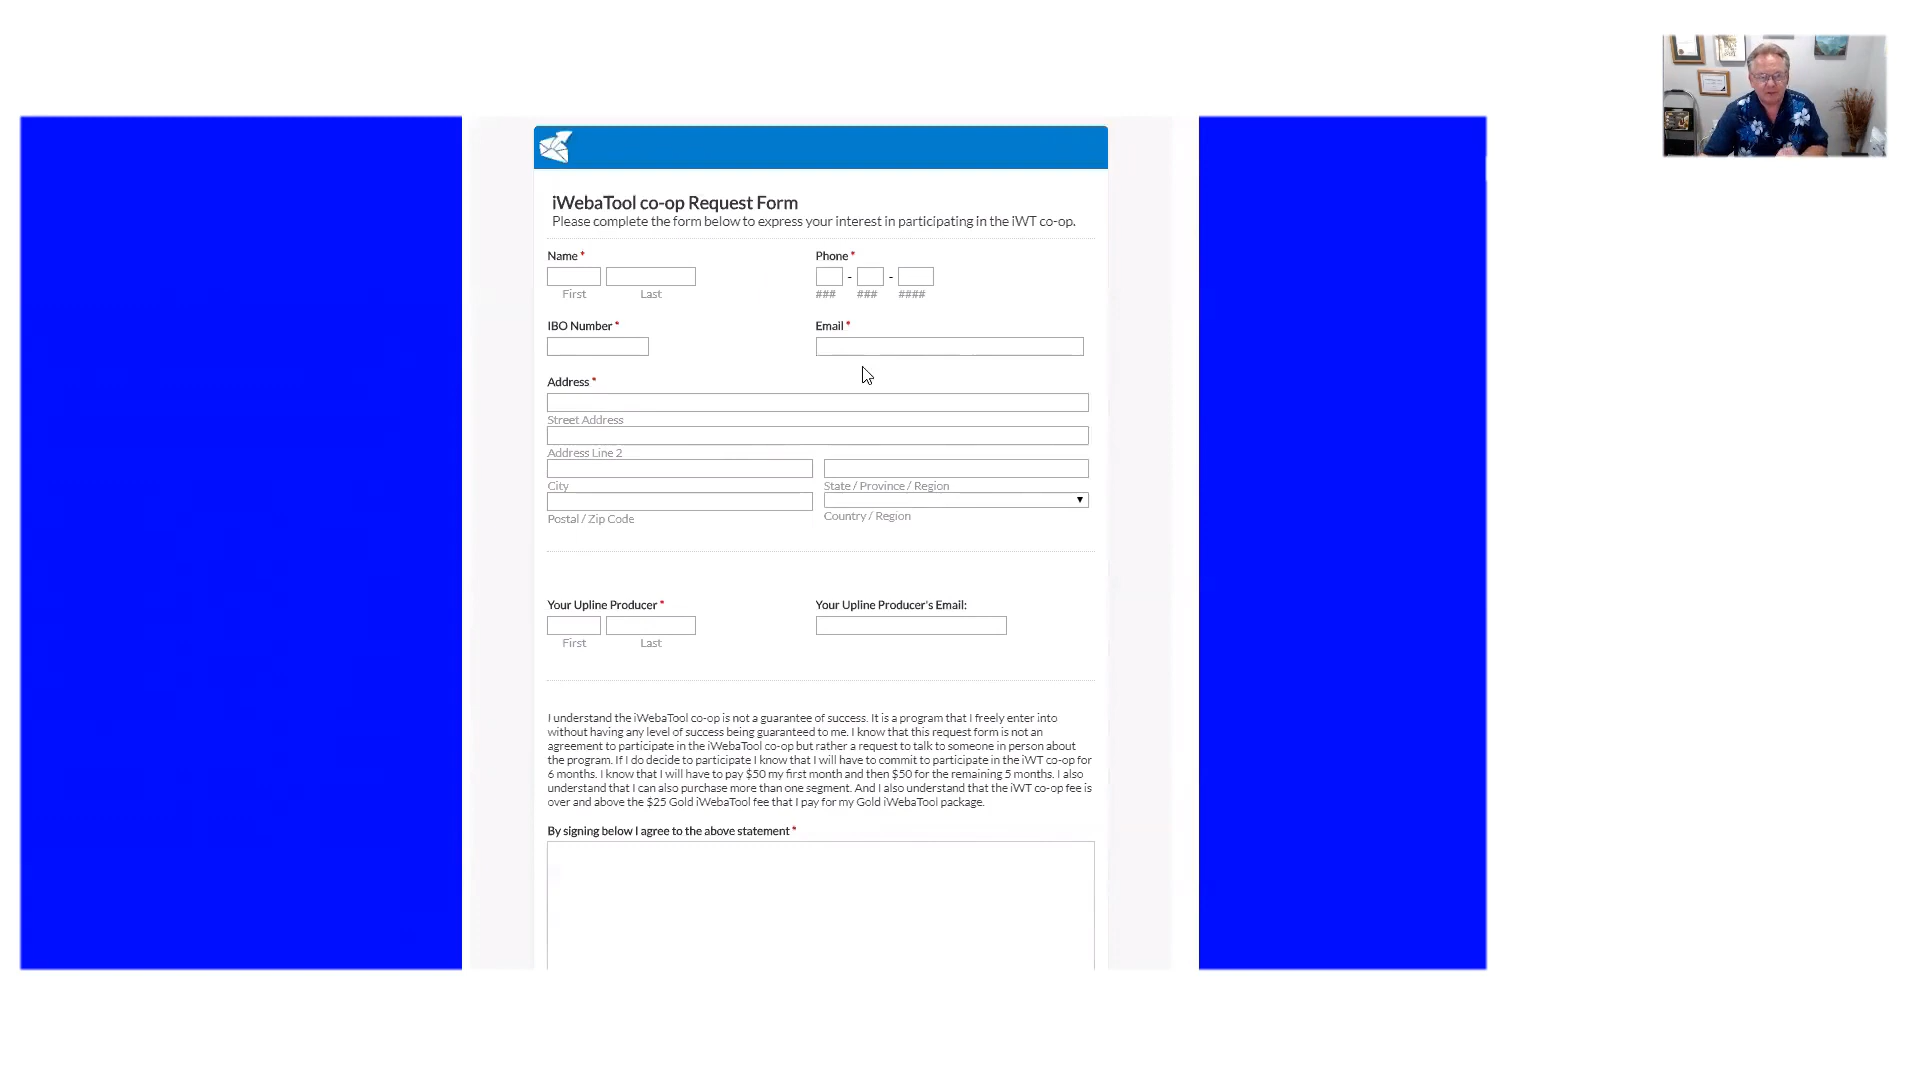 iWebaTool co-op Request Form
Please complete the form below to express your interest in participating in the iWT co-op.
Name * Phone *
- -
First Last ### ### ####
IBO Number * Email *
Address *
Street Address
Address Line 2
City State / Province / Region
Postal / Zip Code Country / Region
Your Upline Producer * Your Upline Producer's Email:
First Last
I understand the iWebaTool co-op is not a guarantee of success. It is a program that I freely enter into
without having any level of success being guaranteed to me. I know that this request form is not an
agreement to participate in the iWebaTool co-op but rather a request to talk to someone in person about
the program. If I do decide to participate I know that I will have to commit to participate in the iWT co-op for
6 months. I know that I will have to pay $50 my first month and then $50 for the remaining 5 months. I also
understand that I can also purchase more than one segment. And I also understand that the iWT co-op fee is
over and above the $25 Gold iWebaTool fee that I pay for my Gold iWebaTool package.
By signing below I agree to the above statement *